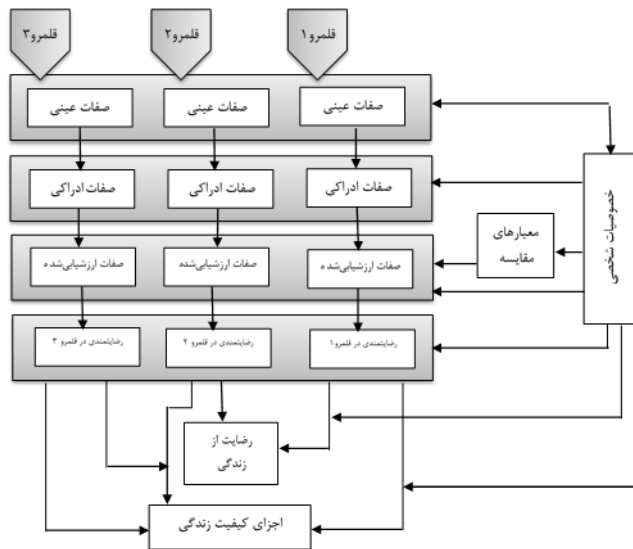 قلمرو۱
قلمرو۲
قلمرو۳
صفات عینی
صفات عینی
صفات عینی
صفات ادراکی
صفات ادراکی
صفات ادراکی
خصوصیات شخصی
معیارهای
مقایسه
صفات ارزشیابی‌شده
صفات ارزشیابی‌شده
صفات ارزشیابی‌شده
رضایتمندی در قلمرو۱
رضایتمندی در قلمرو ۲
رضایتمندی در قلمرو ۳
رضایت از
زندگی
اجزای کیفیت زندگی